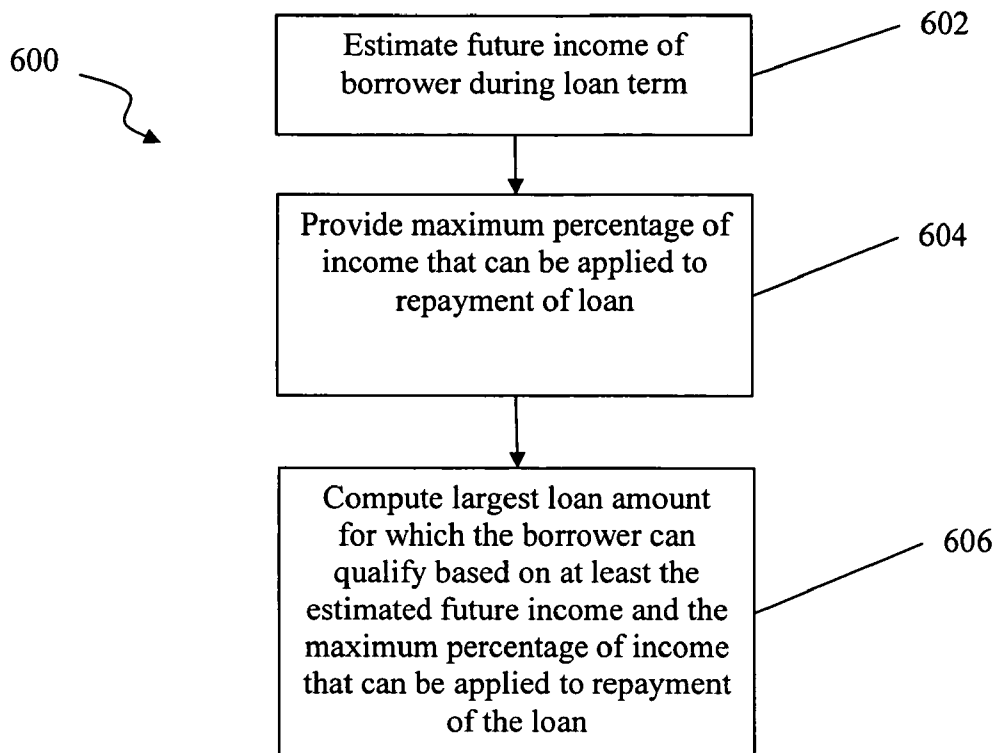 600
Estimate future income of
borrower during loan term
602
Provide maximum percentage of
income that can be applied to
repayment of loan
604
Compute largest loan amount
for which the borrower can
qualify based on at least the
estimated future income and the
maximum percentage of income
that can be applied to repayment
of the loan
606